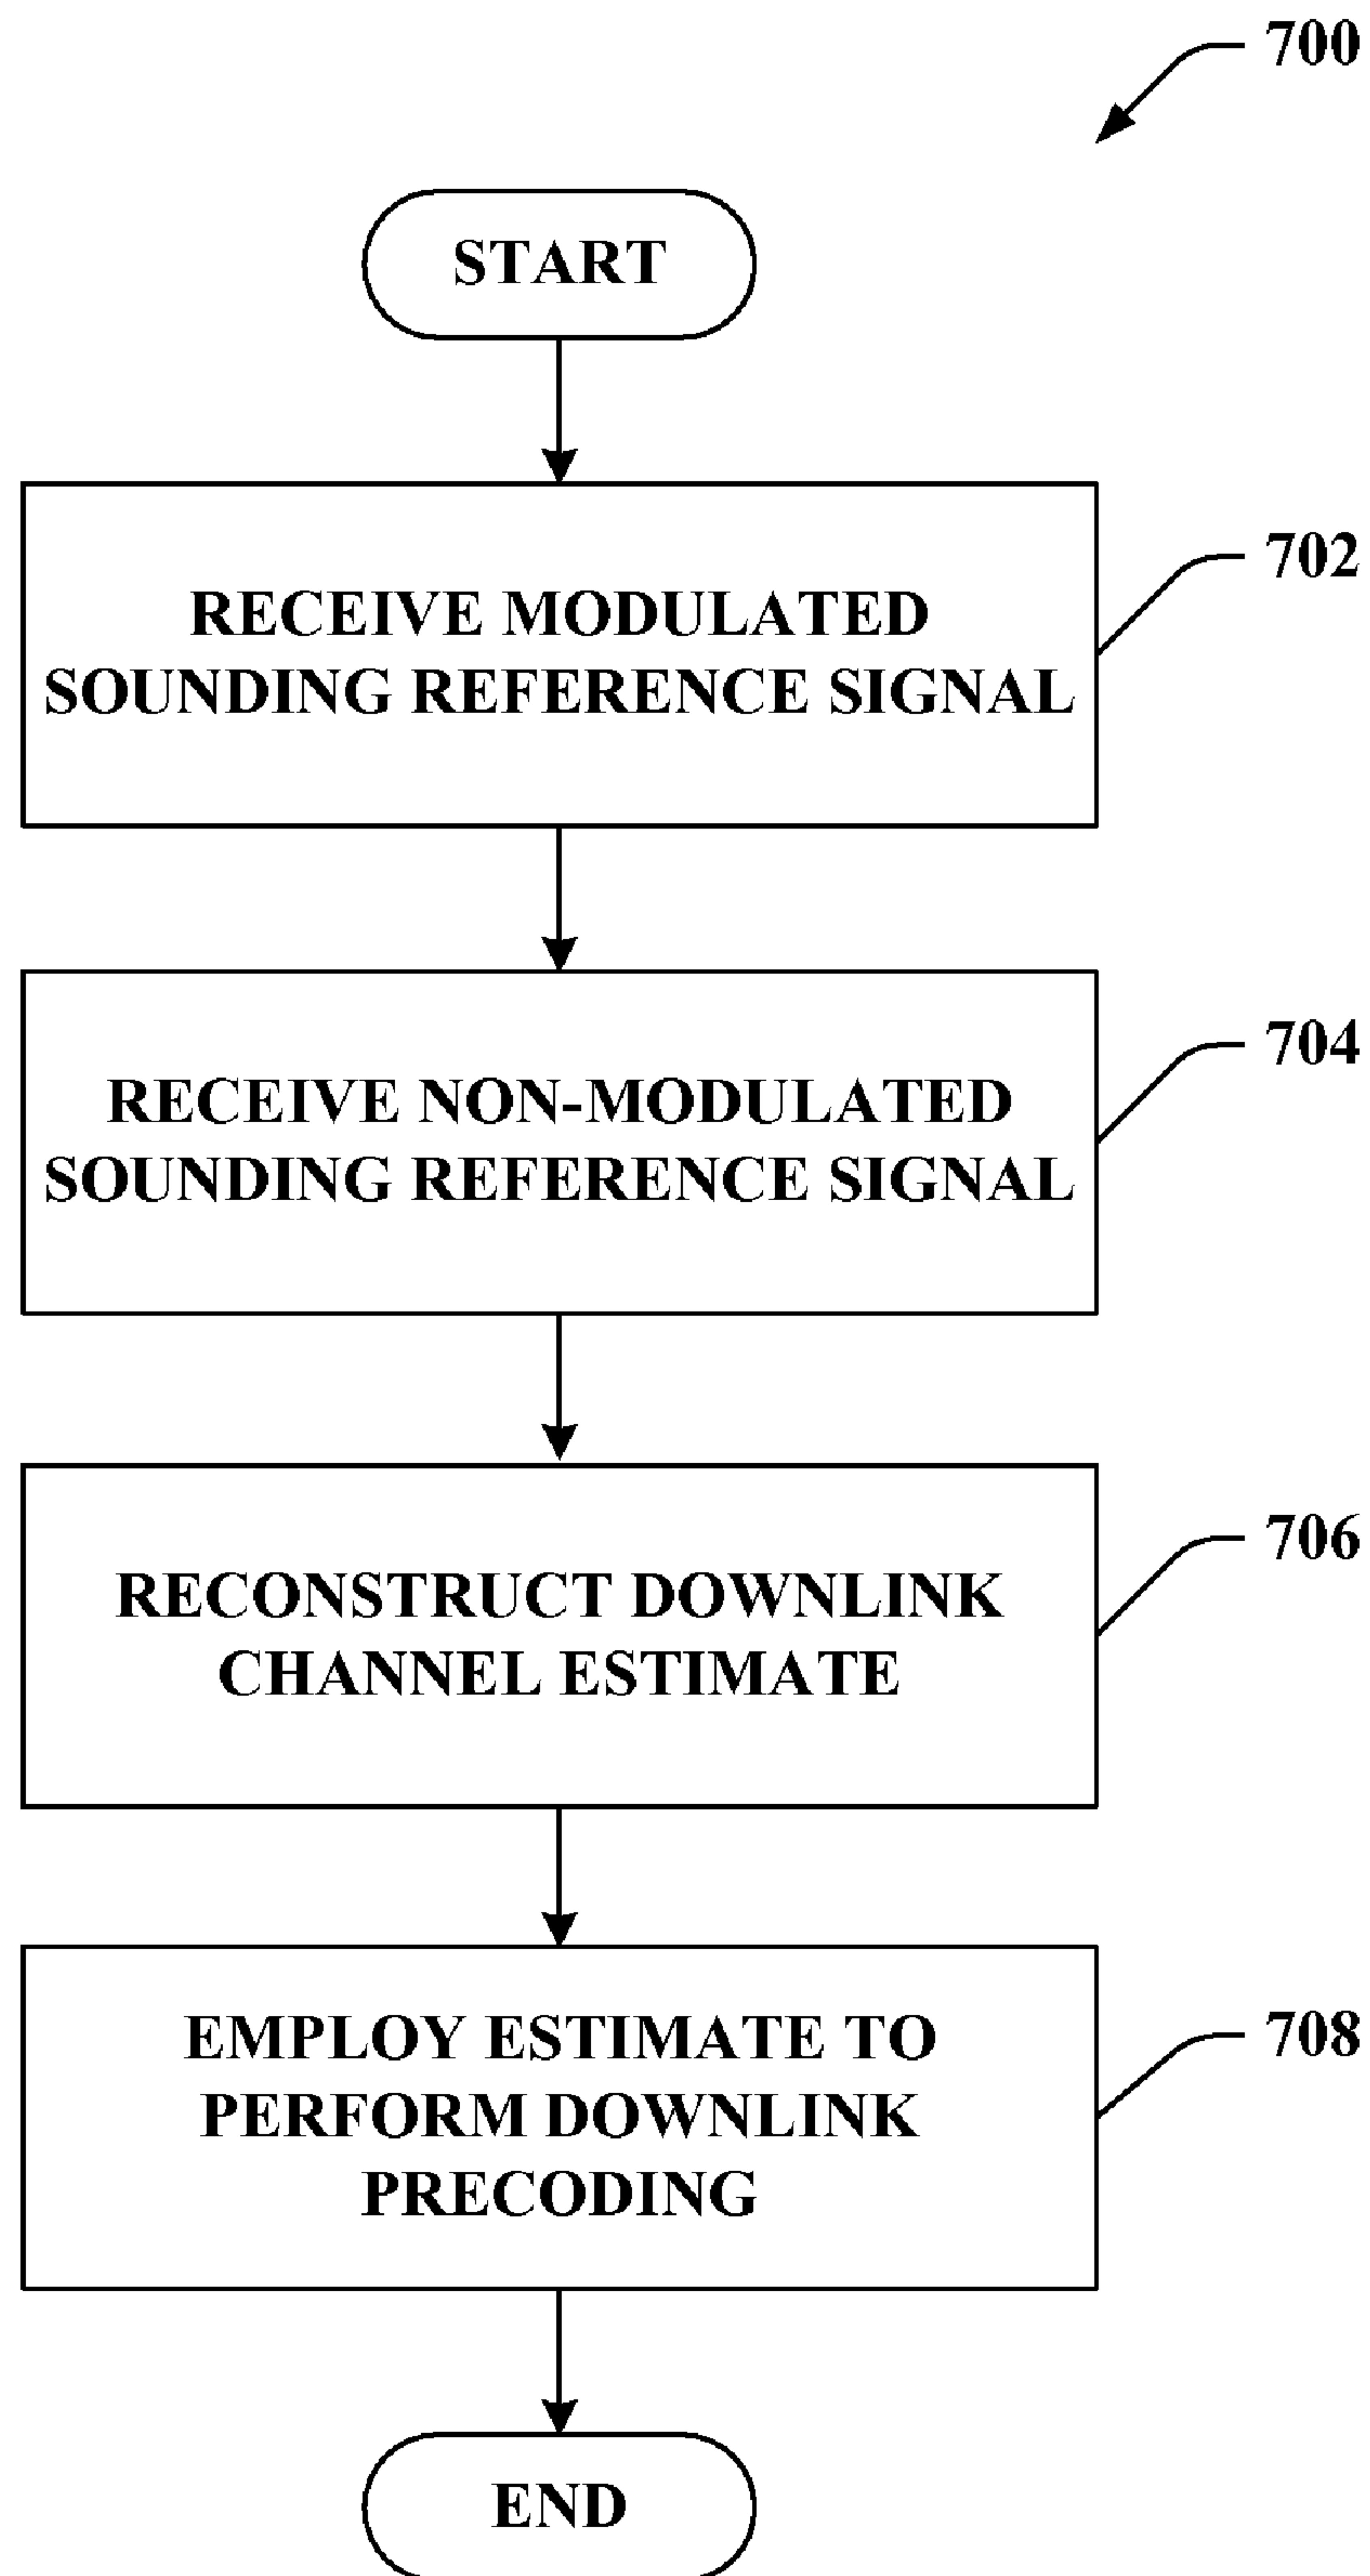 700
START
RECEIVE MODULATED
SOUNDING REFERENCE SIGNAL
702
RECEIVE NON-MODULATED
SOUNDING REFERENCE SIGNAL
704
RECONSTRUCT DOWNLINK
CHANNEL ESTIMATE
706
EMPLOY ESTIMATE TO
PERFORM DOWNLINK
PRECODING
708
END